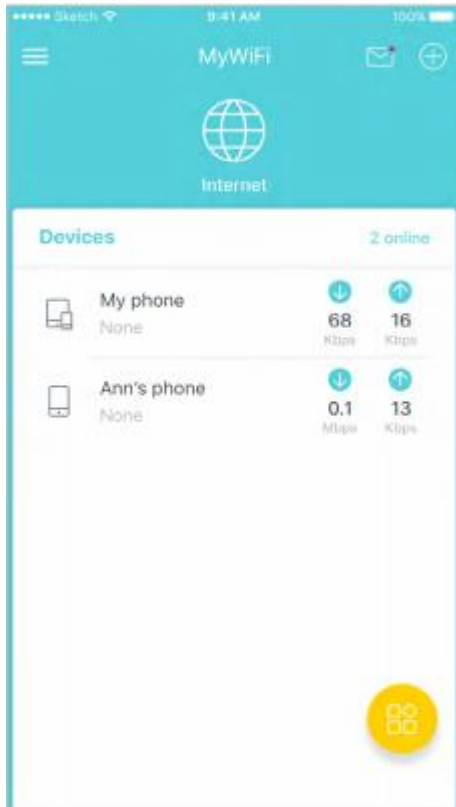 Sketch 9:41 AM 100%
MyWiFi
Internet
Devices 2 online
My phone
None
68 16
Kbps Kbps
Ann's phone
None
0.1 13
Mbps Kbps